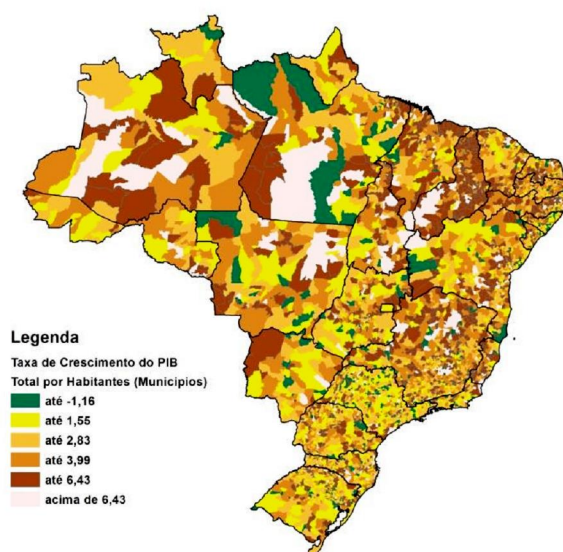 Legenda
Taxa de Crescimento do PIB
Total por Habitantes (Municipios)
até -1,16
até 1,55
até 2,83
até 3,99
até 6,43
acima de 6,43